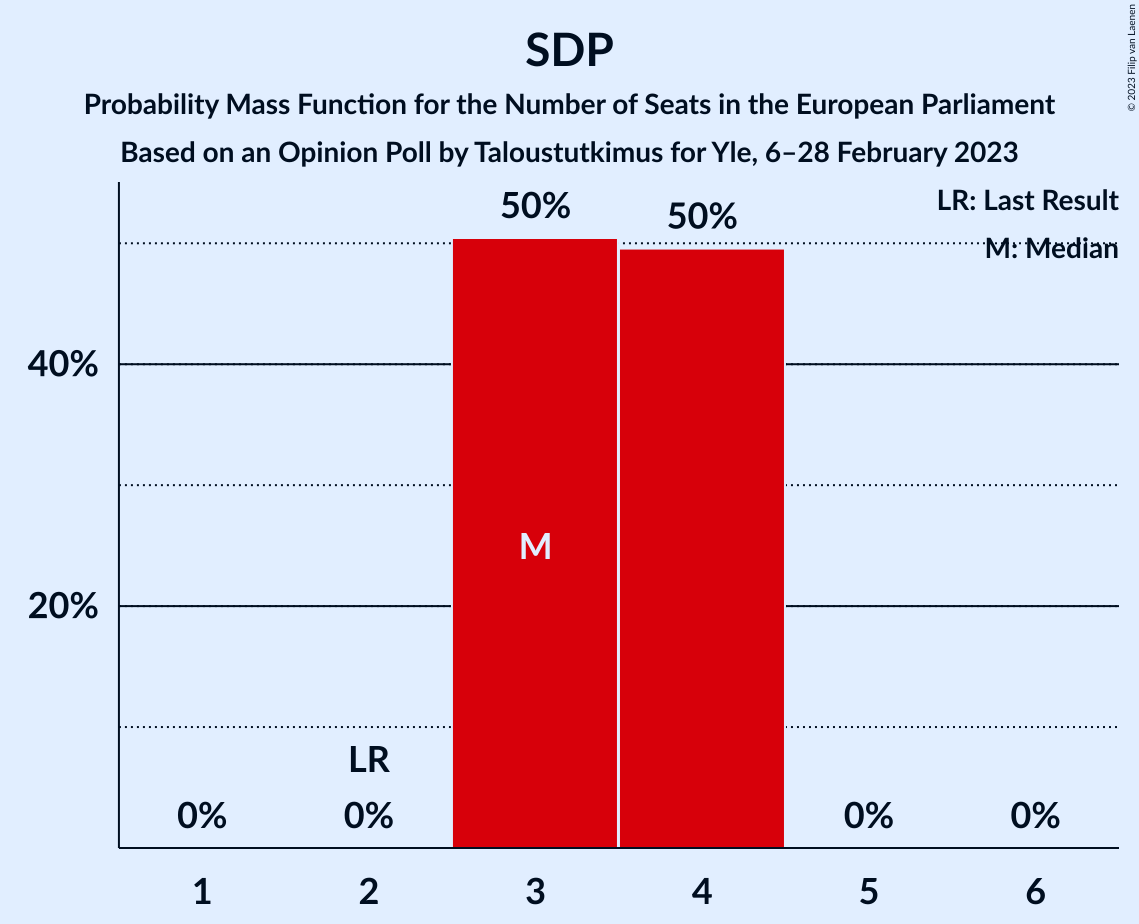 SDP
Probability Mass Function for the Number of Seats in the European Parliament
Based on an Opinion Poll by Taloustutkimus for Yle, 6–28 February 2023
© 2023 Filip van Laenen
LR: Last Result
M: Median
50%
50%
40%
20%
M
LR
0%
0%
0%
0%
1
2
3
4
5
6